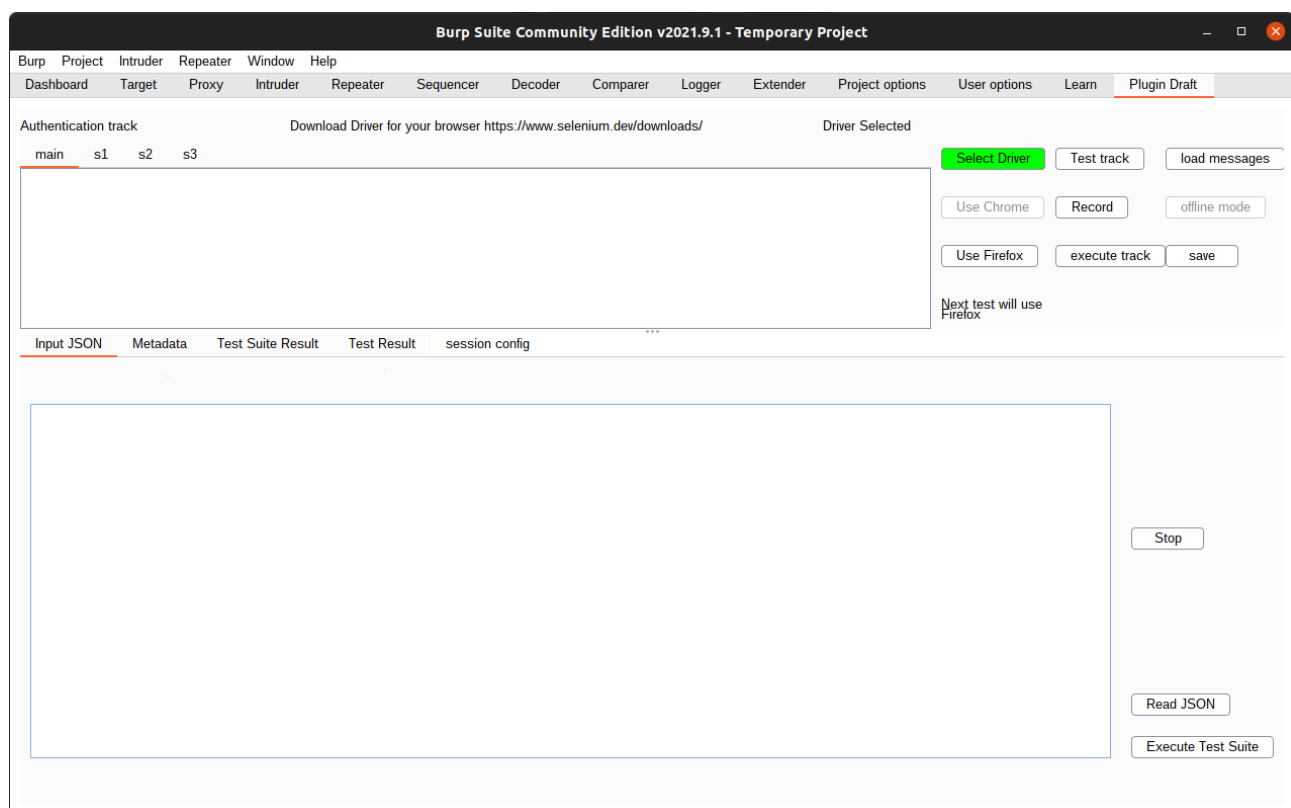 Burp Suite Community Edition v2021.9.1 - Temporary Project
Burp Project Intruder Repeater Window Help
Dashboard Target Proxy Intruder Repeater Sequencer Decoder Comparer Logger Extender Project options User options Learn Plugin Draft
Authentication track Download Driver for your browser https://www.selenium.dev/downloads/ Driver Selected
main s1 s2 s3
Select Driver Test track load messages
Use Chrome Record offline mode
Use Firefox execute track save
Next test will use
Firefox
Input JSON Metadata Test Suite Result Test Result session config
Stop
Read JSON
Execute Test Suite